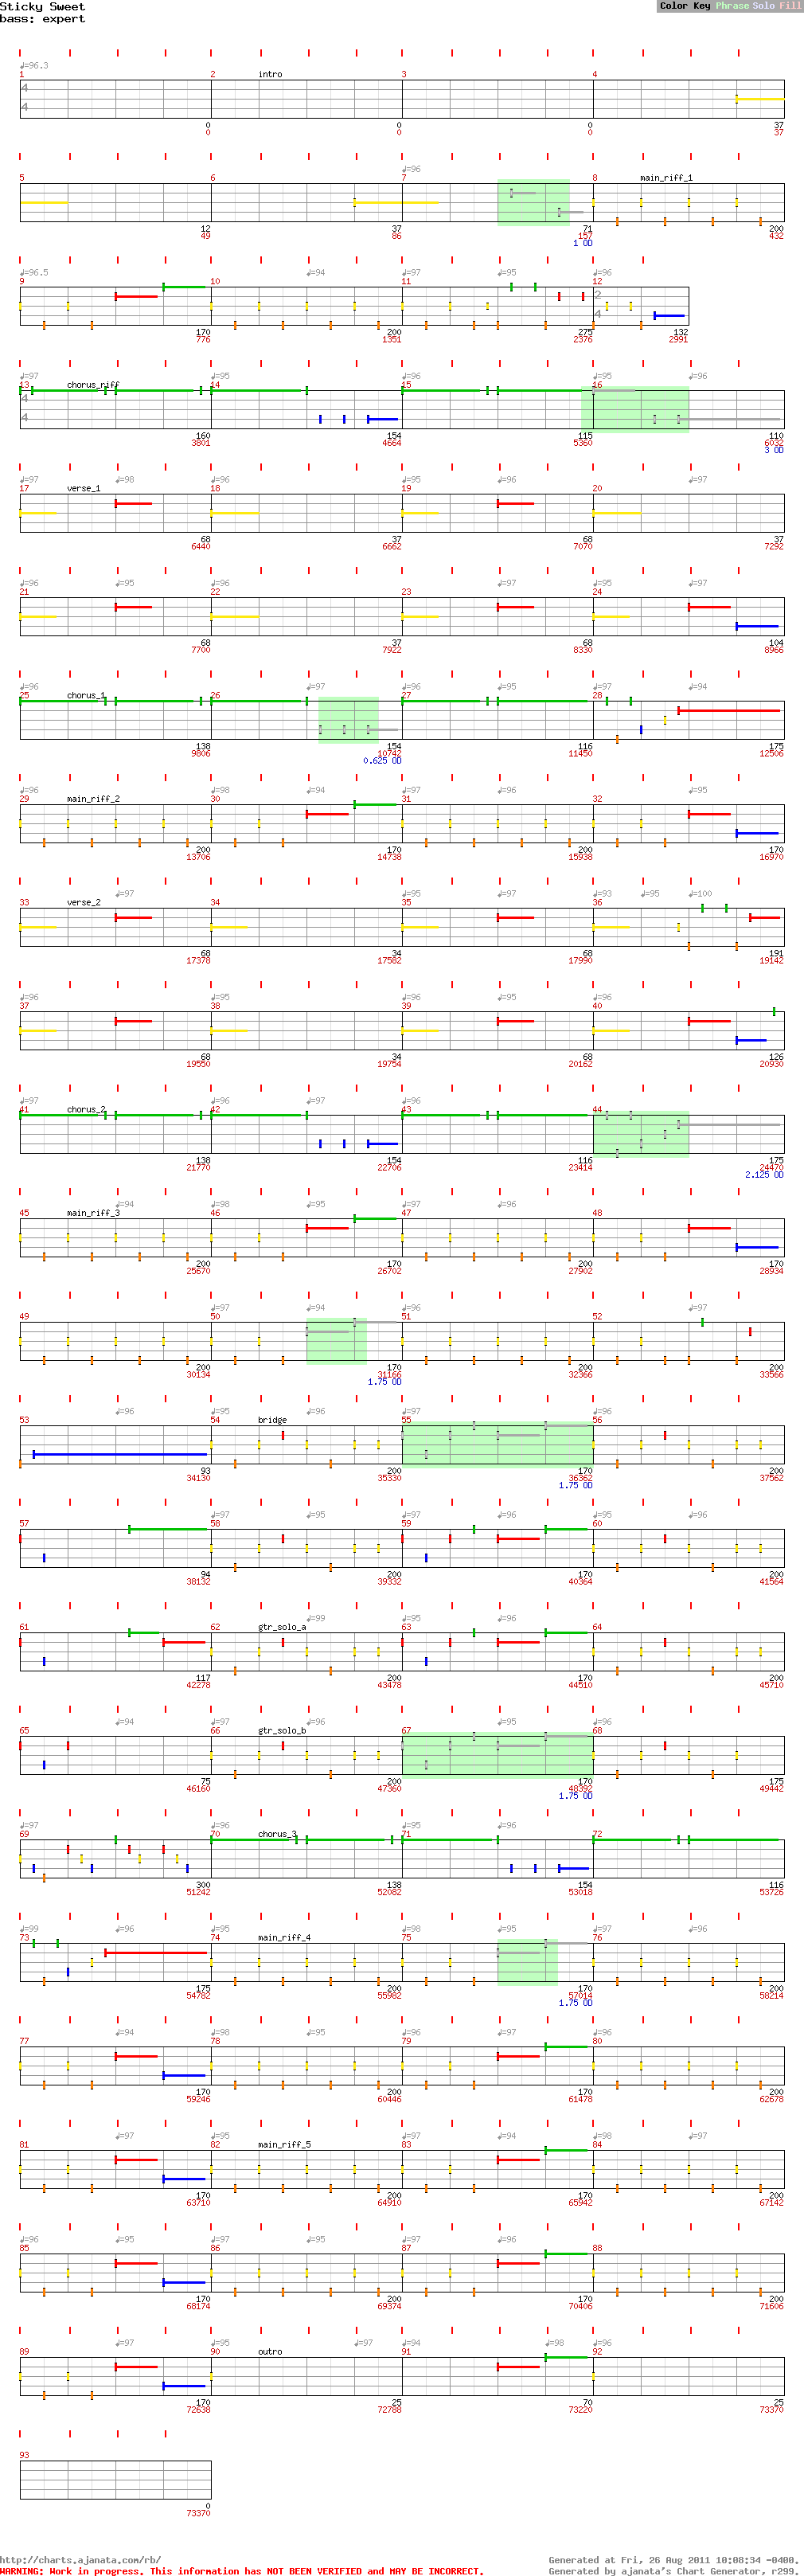 Sticky Sweet
bass: expert
Color Key Phrase Solo Fill
♩=96.3
1 2 intro 3 4
4
4
0 0 0 37
0 0 0 37
♩=96
5 6 7 8 main_riff_1
12 37 71 200
49 86 157 432
1 OD
♩=96.5 ♩=94 ♩=97 ♩=95 ♩=96
9 10 11 12
2
4
170 200 275 132
776 1351 2376 2991
♩=97 ♩=95 ♩=96 ♩=95 ♩=96
13 chorus_riff 14 15 16
4
4
160 154 115 110
3801 4664 5360 6032
3 OD
♩=97 ♩=98 ♩=96 ♩=95 ♩=96 ♩=97
17 verse_1 18 19 20
68 37 68 37
6440 6662 7070 7292
♩=96 ♩=95 ♩=96 ♩=97 ♩=95 ♩=97
21 22 23 24
68 37 68 104
7700 7922 8330 8966
♩=96 ♩=97 ♩=96 ♩=95 ♩=97 ♩=94
25 chorus_1 26 27 28
138 154 116 175
9806 10742 11450 12506
0.625 OD
♩=96 ♩=98 ♩=94 ♩=97 ♩=96 ♩=95
29 main_riff_2 30 31 32
200 170 200 170
13706 14738 15938 16970
♩=97 ♩=95 ♩=97 ♩=93 ♩=95 ♩=100
33 verse_2 34 35 36
68 34 68 191
17378 17582 17990 19142
♩=96 ♩=95 ♩=96 ♩=95 ♩=96
37 38 39 40
68 34 68 126
19550 19754 20162 20930
♩=97 ♩=96 ♩=97 ♩=96
41 chorus_2 42 43 44
138 154 116 175
21770 22706 23414 24470
2.125 OD
♩=94 ♩=98 ♩=95 ♩=97 ♩=96
45 main_riff_3 46 47 48
200 170 200 170
25670 26702 27902 28934
♩=97 ♩=94 ♩=96 ♩=97
49 50 51 52
200 170 200 200
30134 31166 32366 33566
1.75 OD
♩=96 ♩=95 ♩=96 ♩=97 ♩=96
53 54 bridge 55 56
93 200 170 200
34130 35330 36362 37562
1.75 OD
♩=97 ♩=95 ♩=97 ♩=96 ♩=95 ♩=96
57 58 59 60
94 200 170 200
38132 39332 40364 41564
♩=99 ♩=95 ♩=96
61 62 gtr_solo_a 63 64
117 200 170 200
42278 43478 44510 45710
♩=94 ♩=97 ♩=96 ♩=95 ♩=96
65 66 gtr_solo_b 67 68
75 200 170 175
46160 47360 48392 49442
1.75 OD
♩=97 ♩=96 ♩=95 ♩=96
69 70 chorus_3 71 72
300 138 154 116
51242 52082 53018 53726
♩=99 ♩=96 ♩=95 ♩=98 ♩=95 ♩=97 ♩=96
73 74 main_riff_4 75 76
175 200 170 200
54782 55982 57014 58214
1.75 OD
♩=94 ♩=98 ♩=95 ♩=96 ♩=97 ♩=96
77 78 79 80
170 200 170 200
59246 60446 61478 62678
♩=97 ♩=95 ♩=97 ♩=94 ♩=98 ♩=97
81 82 main_riff_5 83 84
170 200 170 200
63710 64910 65942 67142
♩=96 ♩=95 ♩=97 ♩=95 ♩=97 ♩=96
85 86 87 88
170 200 170 200
68174 69374 70406 71606
♩=97 ♩=95 ♩=97 ♩=94 ♩=98 ♩=96
89 90 outro 91 92
170 25 70 25
72638 72788 73220 73370
93
0
73370
http://charts.ajanata.com/rb/ Generated at Fri, 26 Aug 2011 10:08:34 -0400.
WARNING: Work in progress. This information has NOT BEEN VERIFIED and MAY BE INCORRECT. Generated by ajanata's Chart Generator, r299.